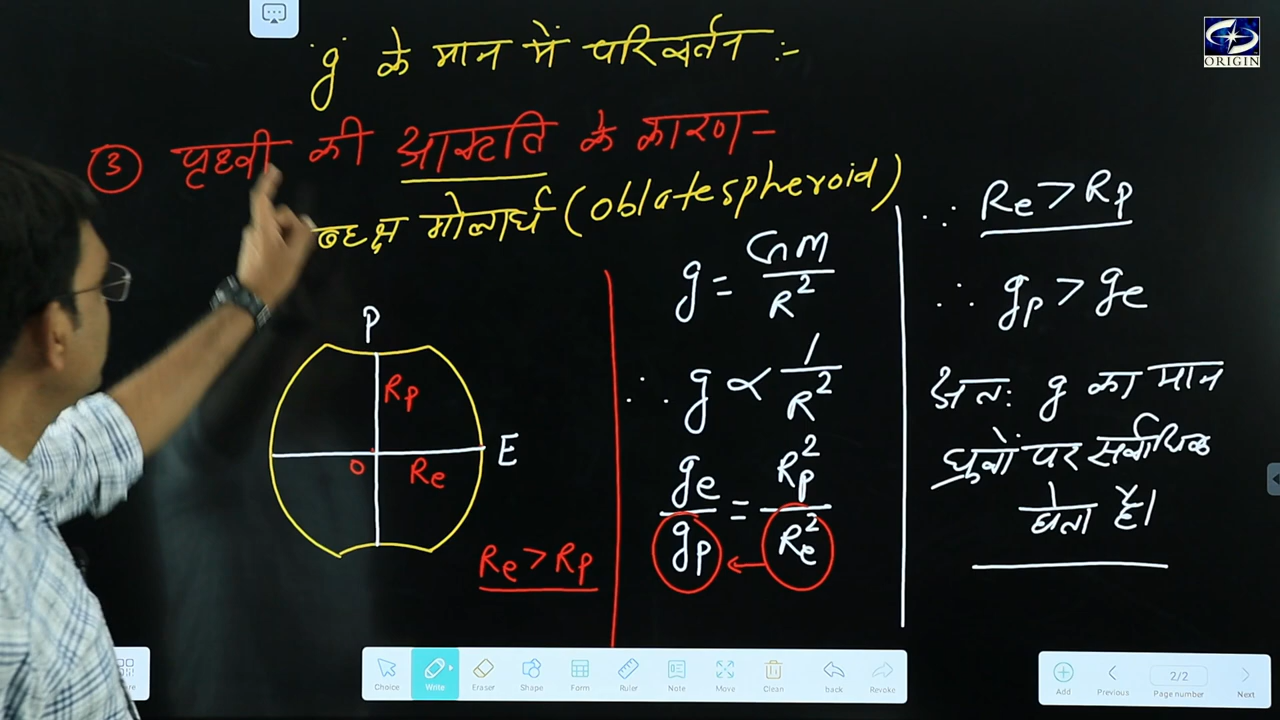 'g' के मान में परिवर्तन :-
③ पृथ्वी की आकृति के कारण -
गोलार्ध (oblatespheroid)
P
Rp
O
Re
E
Re > Rp
g = GM / R²
∴ g ∝ 1 / R²
ge / gp = Rp² / Re²
∵ Re > Rp
∴ gp > ge
अतः g का मान
ध्रुवों पर सर्वाधिक
होता है।
ORIGIN
Choice
Write
Eraser
Shape
Form
Ruler
Note
Move
Clean
back
Revoke
Add
Previous
2/2
Page number
Next